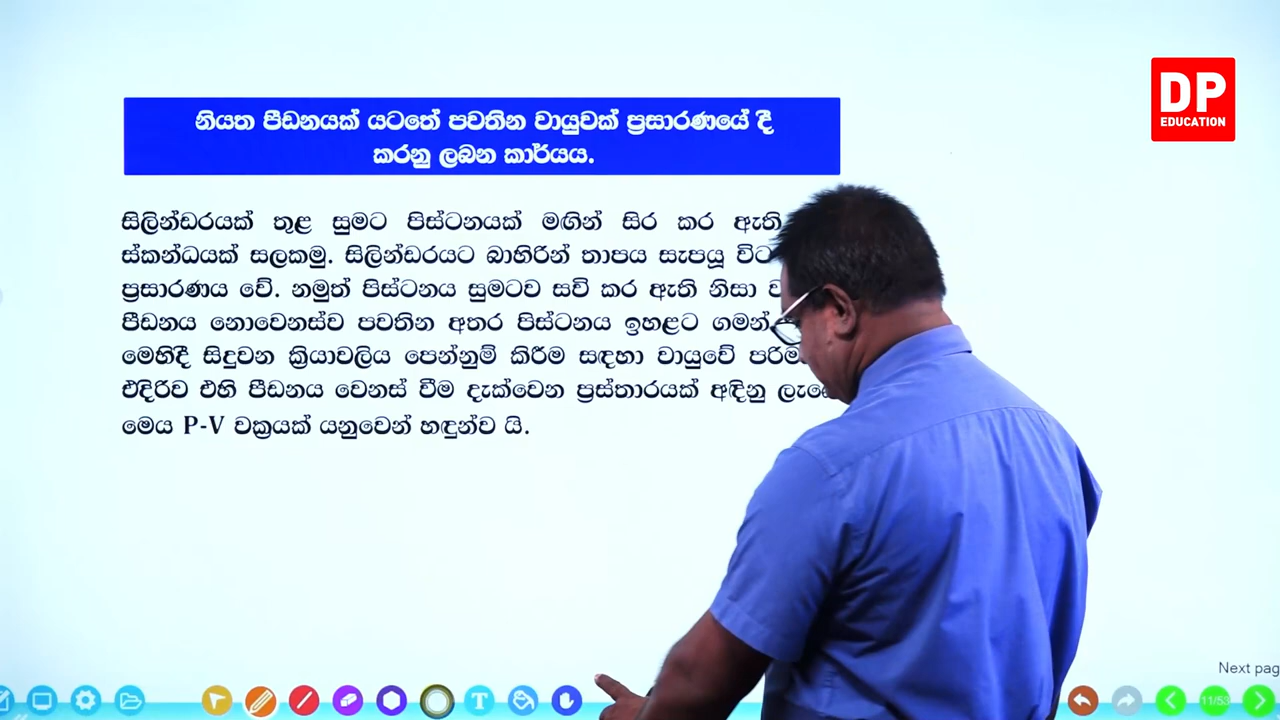 DP
EDUCATION
නියත පීඩනයක් යටතේ පවතින වායුවක් ප්‍රසාරණයේ දී
කරනු ලබන කාර්යය.
සිලින්ඩරයක් තුළ සුමට පිස්ටනයක් මඟින් සිර කර ඇති
ස්කන්ධයක් සලකමු. සිලින්ඩරයට බාහිරින් තාපය සැපයූ විට
ප්‍රසාරණය වේ. නමුත් පිස්ටනය සුමටව සවි කර ඇති නිසා
පීඩනය නොවෙනස්ව පවතින අතර පිස්ටනය ඉහළට ගමන්
මෙහිදී සිදුවන ක්‍රියාවලිය පෙන්නුම් කිරීම සඳහා වායුවේ
එදිරිව එහි පීඩනය වෙනස් වීම දැක්වෙන ප්‍රස්තාරයක් අඳිනු
මෙය P-V වක්‍රයක් යනුවෙන් හඳුන්ව යි.
Next pag
T
11/53